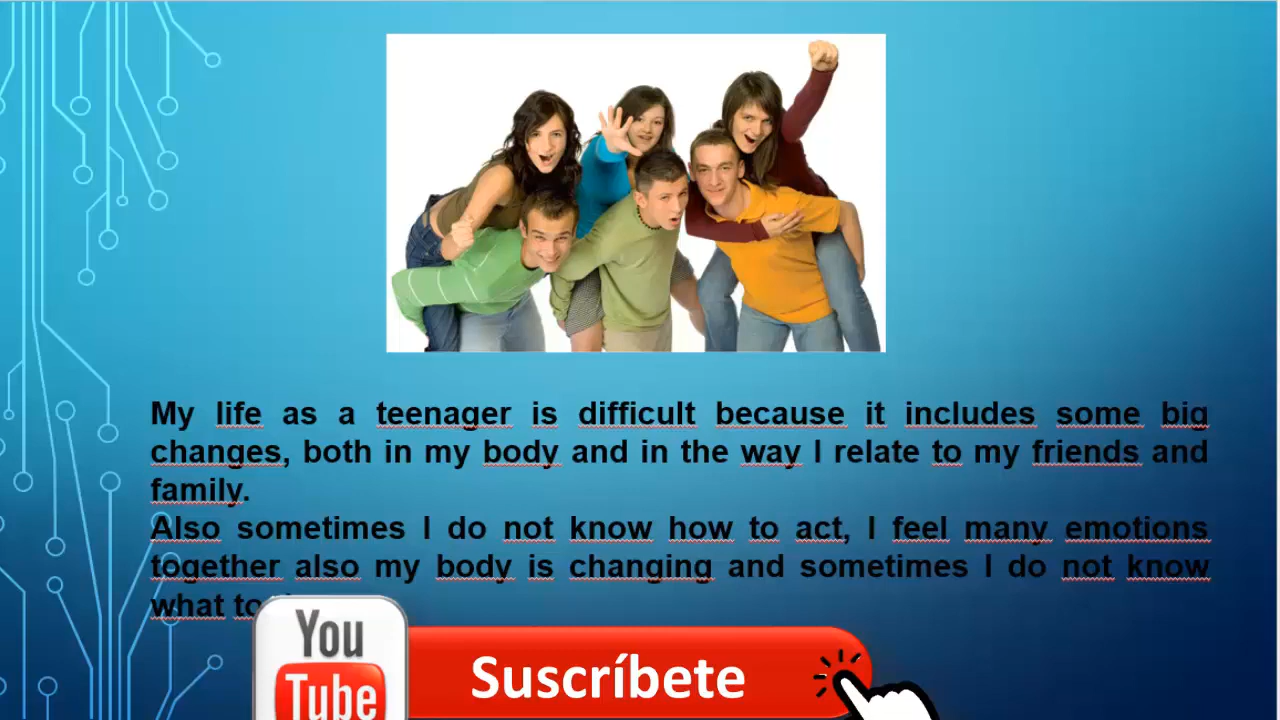 My life as a teenager is difficult because it includes some big
changes, both in my body and in the way I relate to my friends and
family.
Also sometimes I do not know how to act, I feel many emotions
together also my body is changing and sometimes I do not know
what to
You
Tube
Suscríbete